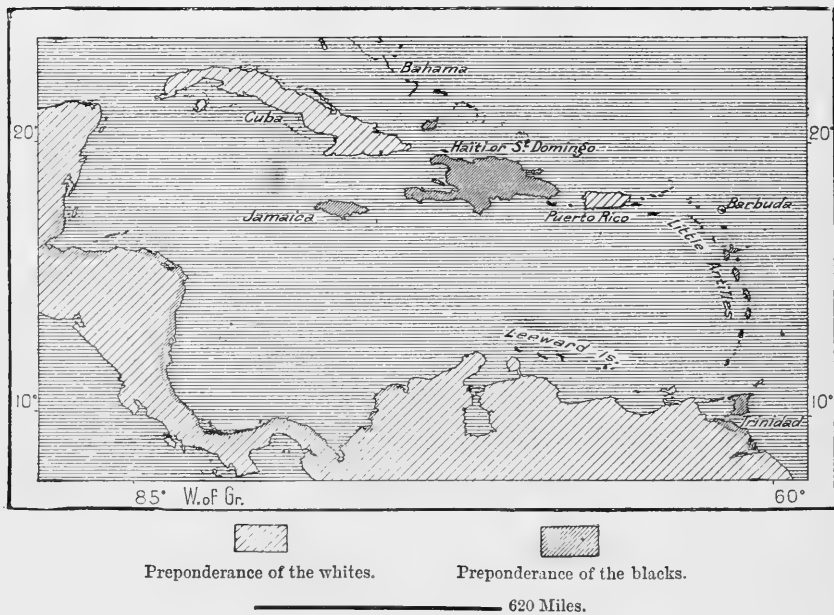 Bahama
20°
20°
Cuba
Haïti or St. Domingo
Jamaica
Puerto Rico
Barbuda
Little Antilles
Leeward Is.
10°
10°
Trinidad
85° W. of Gr.
60°
Preponderance of the whites.
Preponderance of the blacks.
620 Miles.